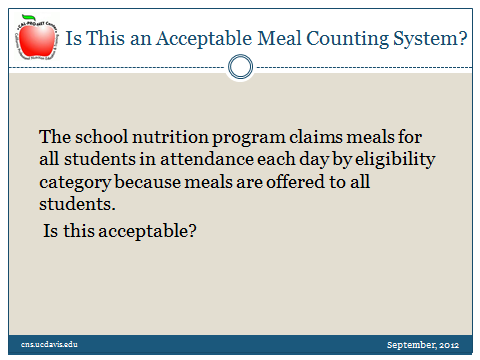 Is This an Acceptable Meal Counting System?
The school nutrition program claims meals for
all students in attendance each day by eligibility
category because meals are offered to all
students.
Is this acceptable?
cns.ucdavis.edu
September, 2012